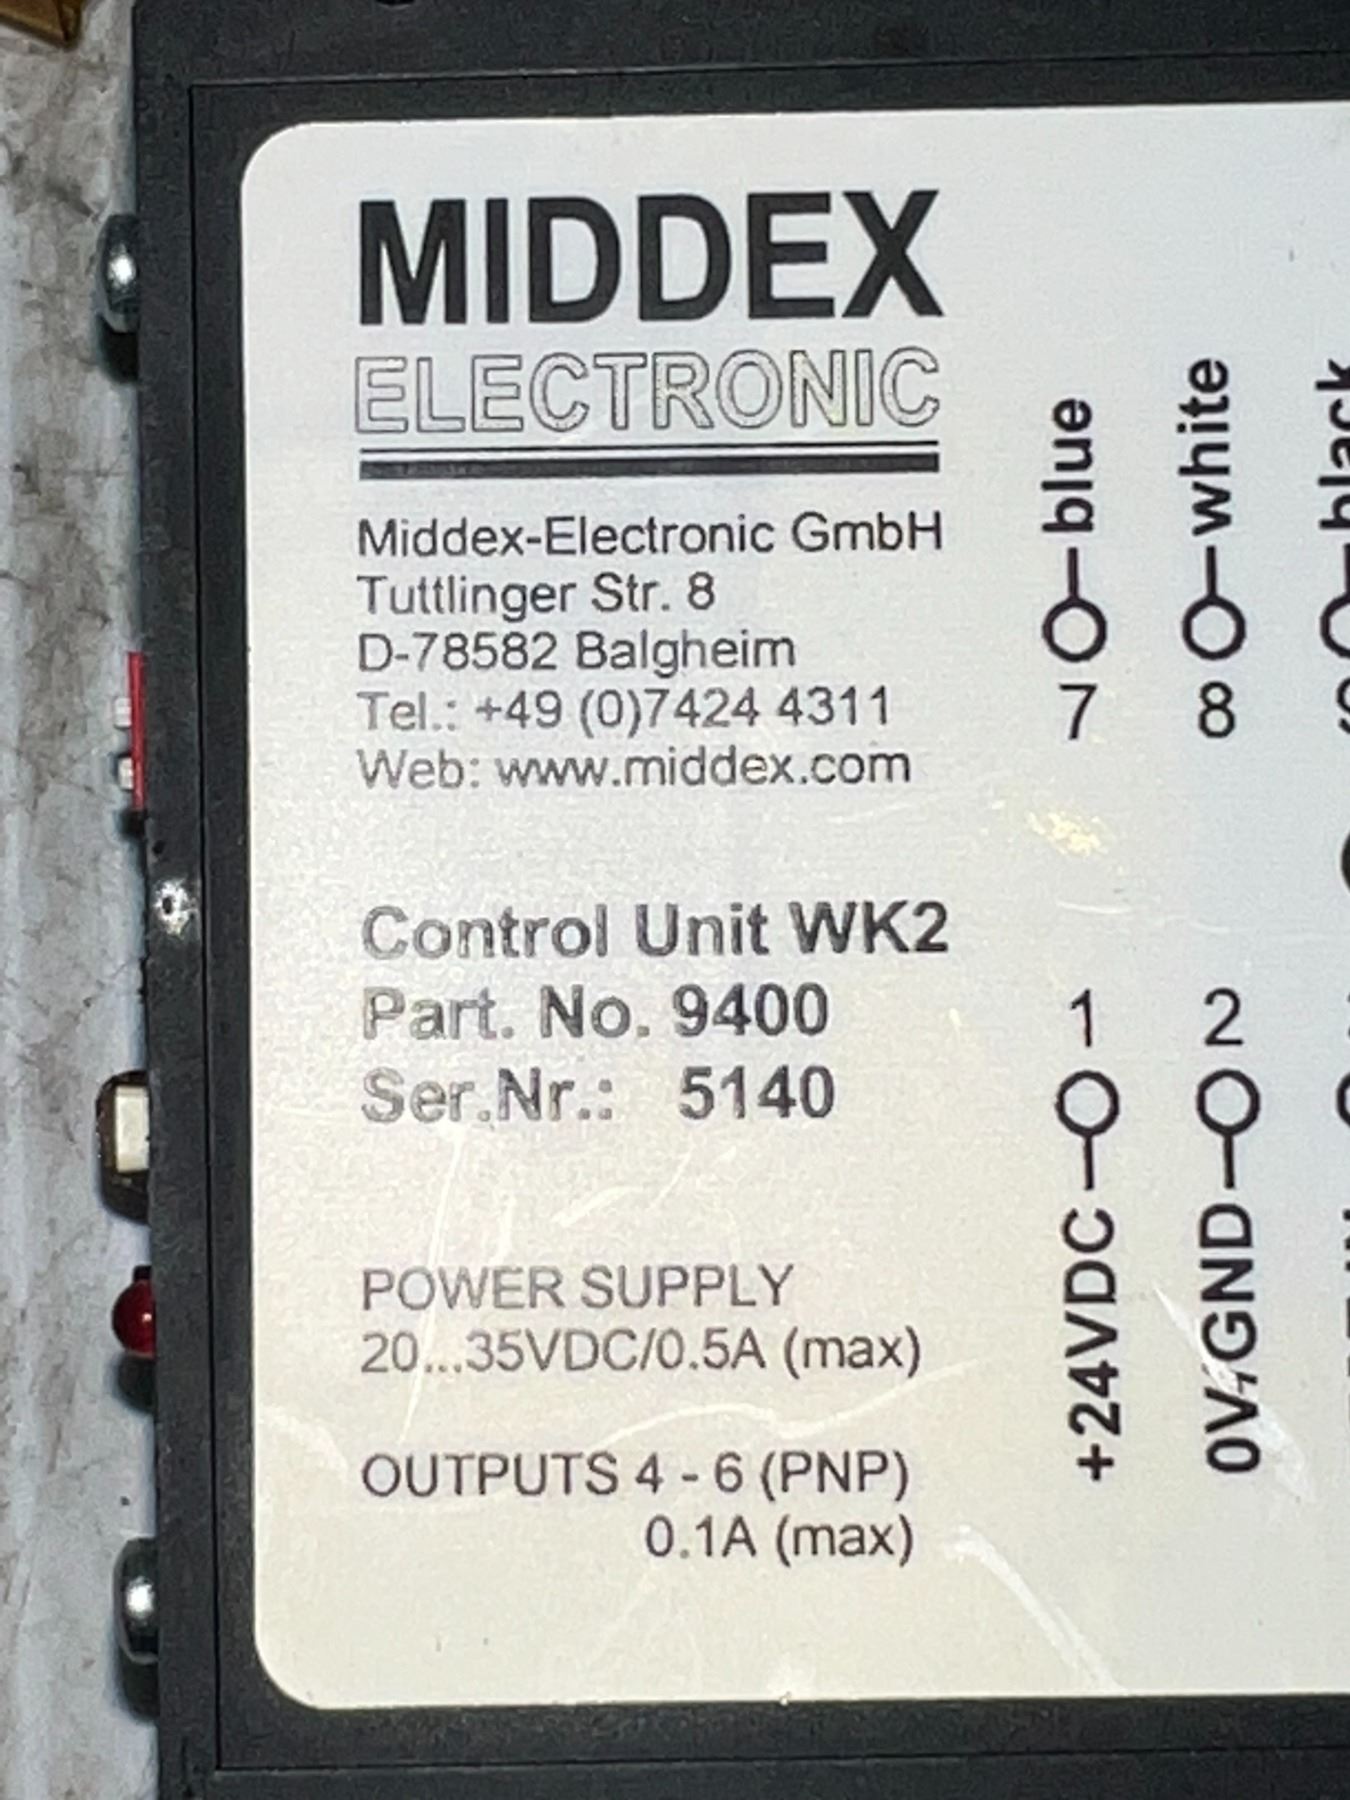 MIDDEX
ELECTRONIC
Middex-Electronic GmbH
Tuttlinger Str. 8
D-78582 Balgheim
Tel.: +49 (0)7424 4311
Web: www.middex.com
Control Unit WK2
Part. No. 9400
Ser.Nr.: 5140
POWER SUPPLY
20...35VDC/0.5A (max)
OUTPUTS 4 - 6 (PNP)
0.1A (max)
blue
7
white
8
black
1
+24VDC
2
0V/GND